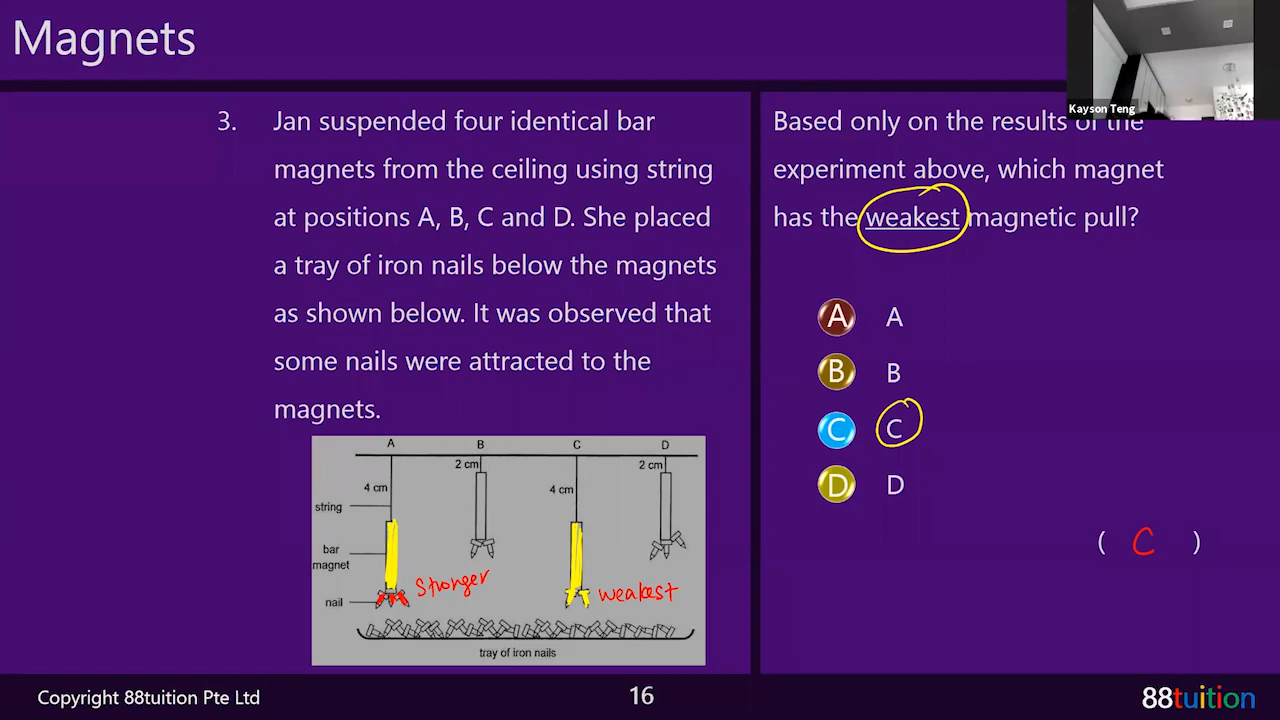 Magnets
Kayson Teng
3. Jan suspended four identical bar
magnets from the ceiling using string
at positions A, B, C and D. She placed
a tray of iron nails below the magnets
as shown below. It was observed that
some nails were attracted to the
magnets.
A B C D
2 cm 2 cm
4 cm 4 cm
string
bar
magnet
nail
Stronger
weakest
tray of iron nails
Based only on the results of the
experiment above, which magnet
has the weakest magnetic pull?
A A
B B
C C
D D
( C )
Copyright 88tuition Pte Ltd
16
88tuition